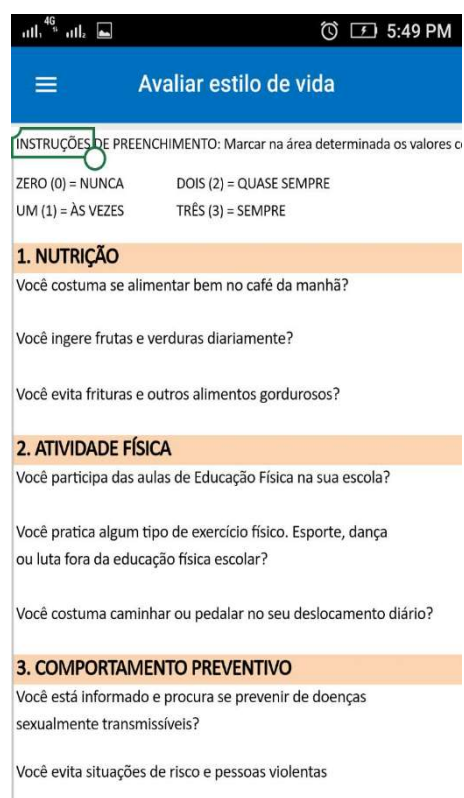 4G 5:49 PM
Avaliar estilo de vida
INSTRUÇÕES DE PREENCHIMENTO: Marcar na área determinada os valores c
ZERO (0) = NUNCA DOIS (2) = QUASE SEMPRE
UM (1) = ÀS VEZES TRÊS (3) = SEMPRE
1. NUTRIÇÃO
Você costuma se alimentar bem no café da manhã?
Você ingere frutas e verduras diariamente?
Você evita frituras e outros alimentos gordurosos?
2. ATIVIDADE FÍSICA
Você participa das aulas de Educação Física na sua escola?
Você pratica algum tipo de exercício físico. Esporte, dança
ou luta fora da educação física escolar?
Você costuma caminhar ou pedalar no seu deslocamento diário?
3. COMPORTAMENTO PREVENTIVO
Você está informado e procura se prevenir de doenças
sexualmente transmissíveis?
Você evita situações de risco e pessoas violentas